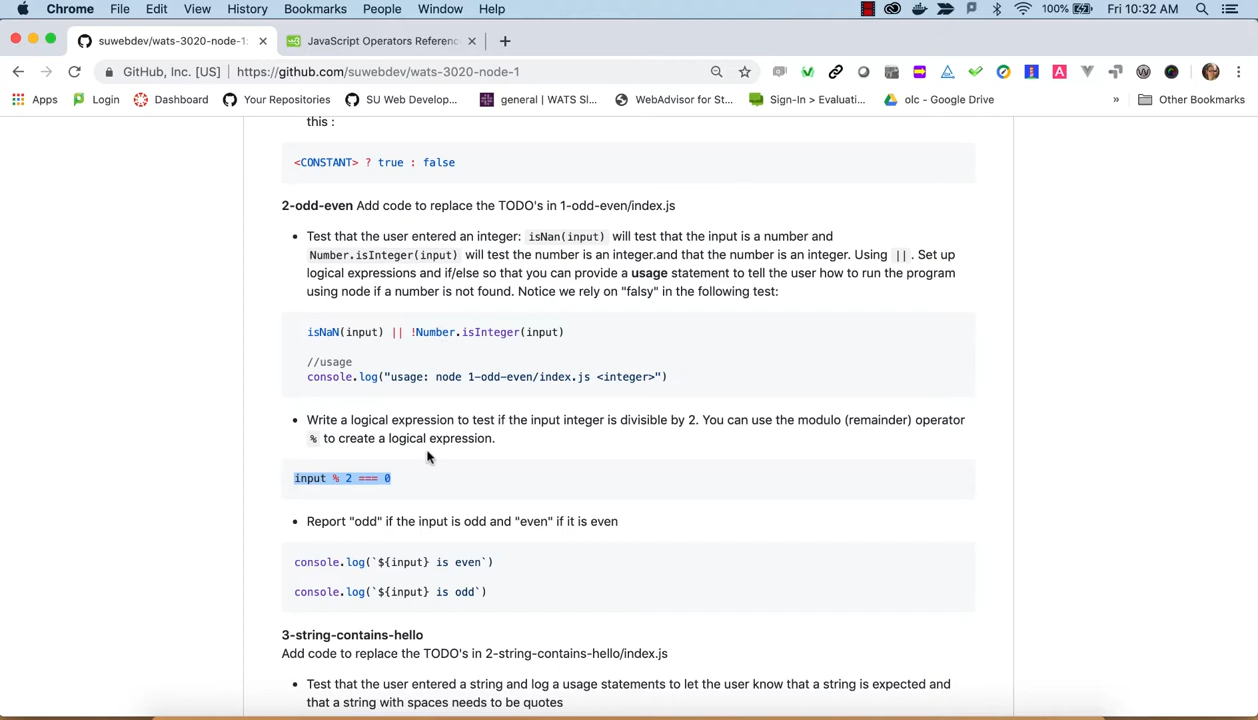 Chrome File Edit View History Bookmarks People Window Help 100% Fri 10:32 AM
suwebdev/wats-3020-node-1: JavaScript Operators Referenc
GitHub, Inc. [US] https://github.com/suwebdev/wats-3020-node-1
Apps Login Dashboard Your Repositories SU Web Develop... general | WATS Sl... WebAdvisor for St... Sign-In > Evaluati... olc - Google Drive » Other Bookmarks
this :
<CONSTANT> ? true : false
2-odd-even Add code to replace the TODO's in 1-odd-even/index.js
• Test that the user entered an integer: isNan(input) will test that the input is a number and
Number.isInteger(input) will test the number is an integer.and that the number is an integer. Using || . Set up
logical expressions and if/else so that you can provide a usage statement to tell the user how to run the program
using node if a number is not found. Notice we rely on "falsy" in the following test:
isNaN(input) || !Number.isInteger(input)
//usage
console.log("usage: node 1-odd-even/index.js <integer>")
• Write a logical expression to test if the input integer is divisible by 2. You can use the modulo (remainder) operator
% to create a logical expression.
input % 2 === 0
• Report "odd" if the input is odd and "even" if it is even
console.log(`${input} is even`)
console.log(`${input} is odd`)
3-string-contains-hello
Add code to replace the TODO's in 2-string-contains-hello/index.js
• Test that the user entered a string and log a usage statements to let the user know that a string is expected and
that a string with spaces needs to be quotes